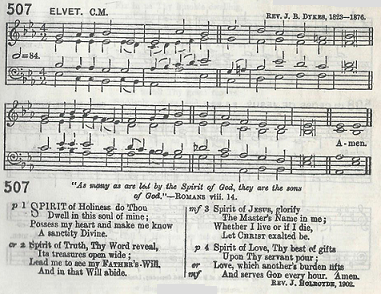 507 ELVET. C.M. REV. J. B. DYKES, 1823—1876.
=84.
A-men.
507 "As many as are led by the Spirit of God, they are the sons
of God."—ROMANS viii. 14.
p 1 SPIRIT of Holiness do Thou
Dwell in this soul of mine;
Possess my heart and make me know
A sanctity Divine.
cr 2 Spirit of Truth, Thy Word reveal,
Its treasures open wide;
Lead me to me my FATHER'S Will,
And in that Will abide.
mf 3 Spirit of JESUS, glorify
The Master's Name in me;
Whether I live or if I die,
Let CHRIST exalted be.
p 4 Spirit of Love, Thy best of gifts
Upon Thy servant pour;
cr Love, which another's burden lifts
mf And serves GOD every hour. Amen.
J. HOLROYDE, 1902.